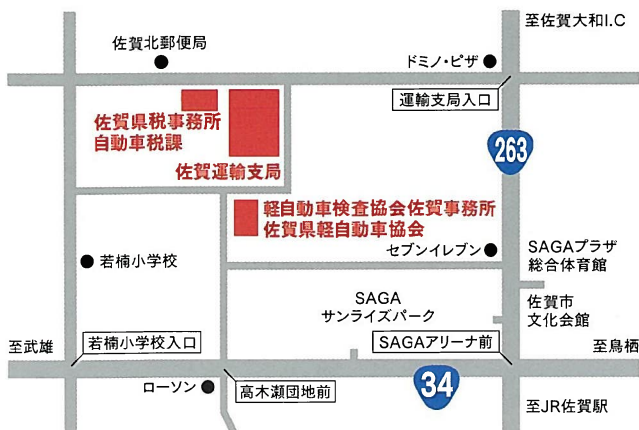 至佐賀大和I.C
佐賀北郵便局
ドミノ・ピザ
運輸支局入口
佐賀県税事務所
自動車税課
佐賀運輸支局
263
軽自動車検査協会佐賀事務所
佐賀県軽自動車協会
セブンイレブン
若楠小学校
SAGAプラザ
総合体育館
SAGA
サンライズパーク
佐賀市
文化会館
至武雄
若楠小学校入口
SAGAアリーナ前
至鳥栖
ローソン
高木瀬団地前
34
至JR佐賀駅